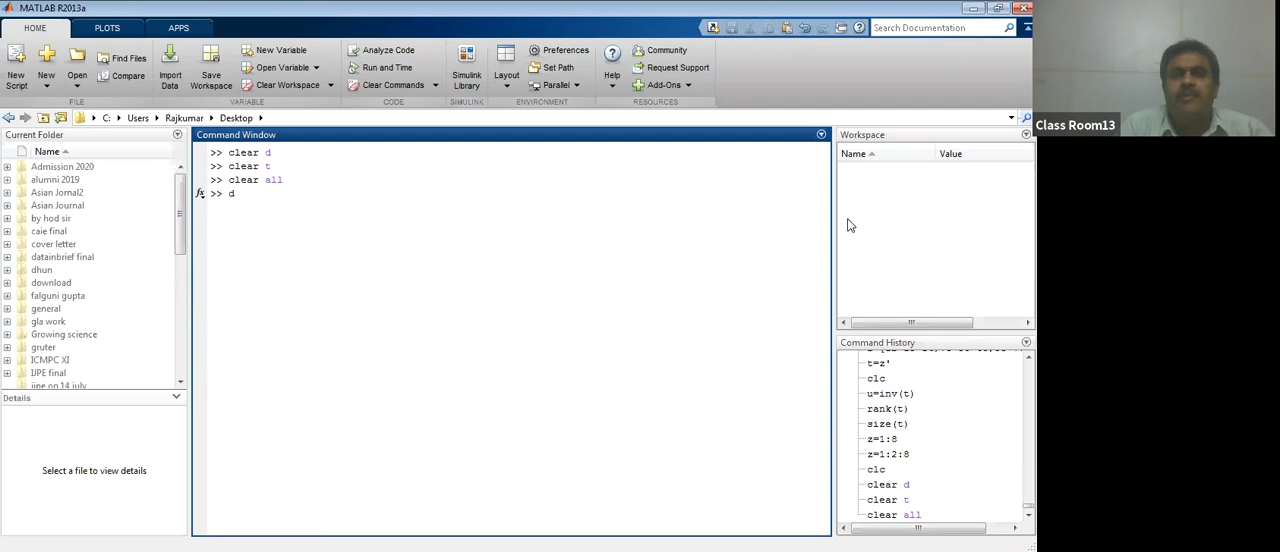 MATLAB R2013a
HOME PLOTS APPS
Search Documentation
New Script
New
Open
Find Files
Compare
Import Data
Save Workspace
New Variable
Open Variable
Clear Workspace
Analyze Code
Run and Time
Clear Commands
Simulink Library
Layout
Preferences
Set Path
Parallel
Help
Community
Request Support
Add-Ons
FILE VARIABLE CODE SIMULINK ENVIRONMENT RESOURCES
C: Users Rajkumar Desktop
Current Folder
Name
Admission 2020
alumni 2019
Asian Jornal2
Asian Journal
by hod sir
caie final
cover letter
datainbrief final
dhun
download
falguni gupta
general
gla work
Growing science
gruter
ICMPC XI
IJPE final
ijpe on 14 july
Details
Select a file to view details
Command Window
>> clear d
>> clear t
>> clear all
fx >> d
Workspace
Name Value
Command History
t=z'
clc
u=inv(t)
rank(t)
size(t)
z=1:8
z=1:2:8
clc
clear d
clear t
clear all
Class Room13